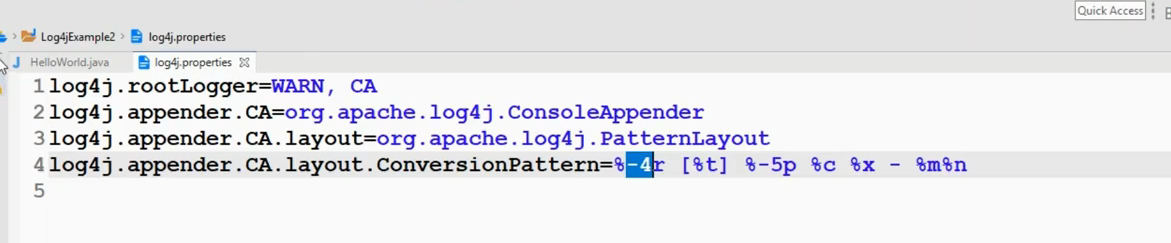 Quick Access
Log4jExample2 log4j.properties
HelloWorld.java log4j.properties
1 log4j.rootLogger=WARN, CA
2 log4j.appender.CA=org.apache.log4j.ConsoleAppender
3 log4j.appender.CA.layout=org.apache.log4j.PatternLayout
4 log4j.appender.CA.layout.ConversionPattern=%-4r [%t] %-5p %c %x - %m%n
5